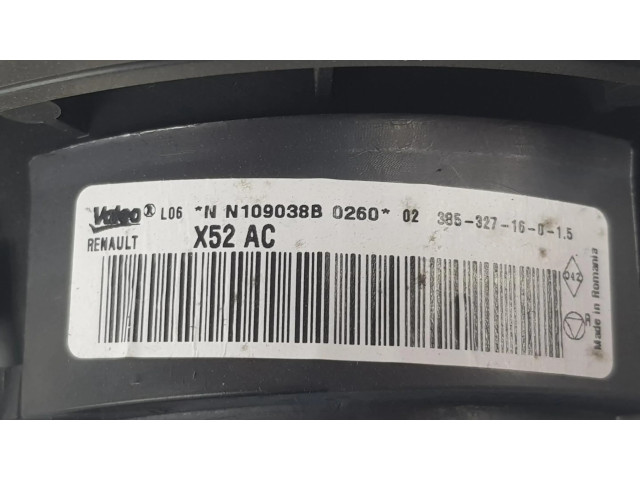 Valeo® L06 *N N109038B 0260* 02 385-327-16-0-1.5
RENAULT X52 AC
Made in Romania